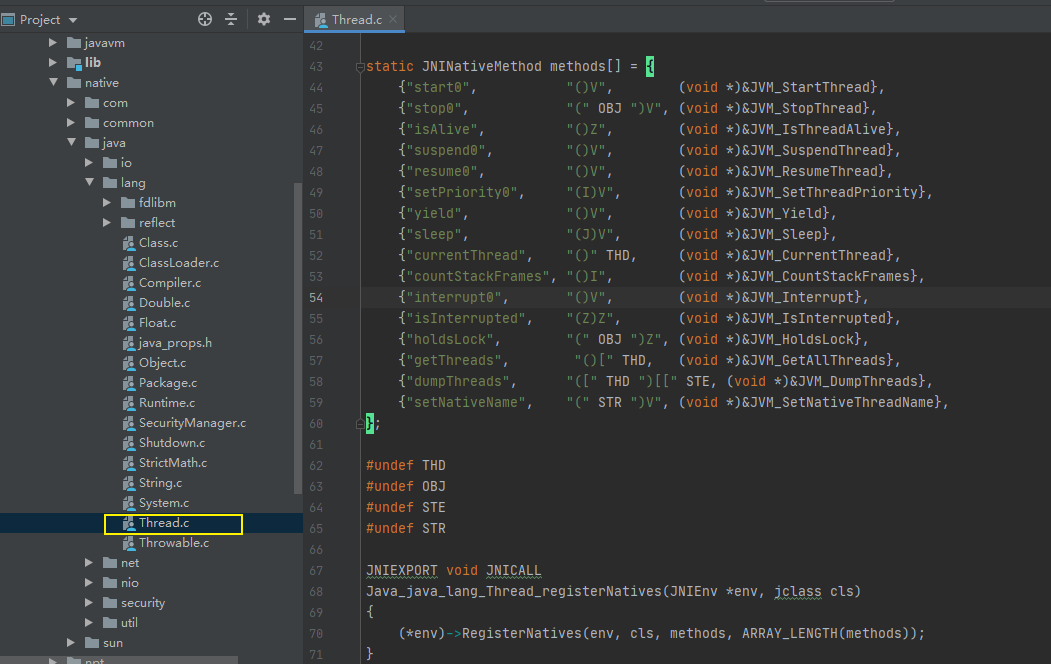 Project
Thread.c
javavm
lib
native
com
common
java
io
lang
fdlibm
reflect
Class.c
ClassLoader.c
Compiler.c
Double.c
Float.c
java_props.h
Object.c
Package.c
Runtime.c
SecurityManager.c
Shutdown.c
StrictMath.c
String.c
System.c
Thread.c
Throwable.c
net
nio
security
util
sun
npt
42
43 static JNINativeMethod methods[] = {
44 {"start0", "()V", (void *)&JVM_StartThread},
45 {"stop0", "(" OBJ ")V", (void *)&JVM_StopThread},
46 {"isAlive", "()Z", (void *)&JVM_IsThreadAlive},
47 {"suspend0", "()V", (void *)&JVM_SuspendThread},
48 {"resume0", "()V", (void *)&JVM_ResumeThread},
49 {"setPriority0", "(I)V", (void *)&JVM_SetThreadPriority},
50 {"yield", "()V", (void *)&JVM_Yield},
51 {"sleep", "(J)V", (void *)&JVM_Sleep},
52 {"currentThread", "()" THD, (void *)&JVM_CurrentThread},
53 {"countStackFrames", "()I", (void *)&JVM_CountStackFrames},
54 {"interrupt0", "()V", (void *)&JVM_Interrupt},
55 {"isInterrupted", "(Z)Z", (void *)&JVM_IsInterrupted},
56 {"holdsLock", "(" OBJ ")Z", (void *)&JVM_HoldsLock},
57 {"getThreads", "()[" THD, (void *)&JVM_GetAllThreads},
58 {"dumpThreads", "([" THD ")[[" STE, (void *)&JVM_DumpThreads},
59 {"setNativeName", "(" STR ")V", (void *)&JVM_SetNativeThreadName},
60 };
61
62 #undef THD
63 #undef OBJ
64 #undef STE
65 #undef STR
66
67 JNIEXPORT void JNICALL
68 Java_java_lang_Thread_registerNatives(JNIEnv *env, jclass cls)
69 {
70 (*env)->RegisterNatives(env, cls, methods, ARRAY_LENGTH(methods));
71 }